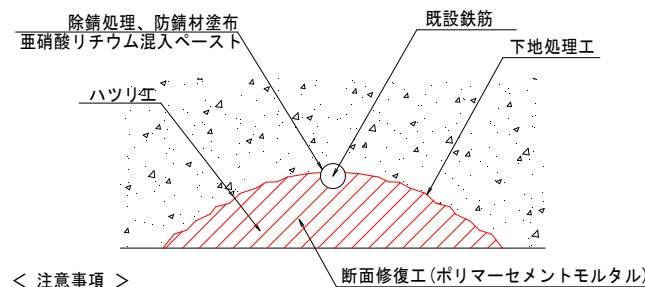 除錆処理、防錆材塗布
亜硝酸リチウム混入ペースト
既設鉄筋
下地処理工
ハツリ工
断面修復工(ポリマーセメントモルタル)
＜ 注意事項 ＞